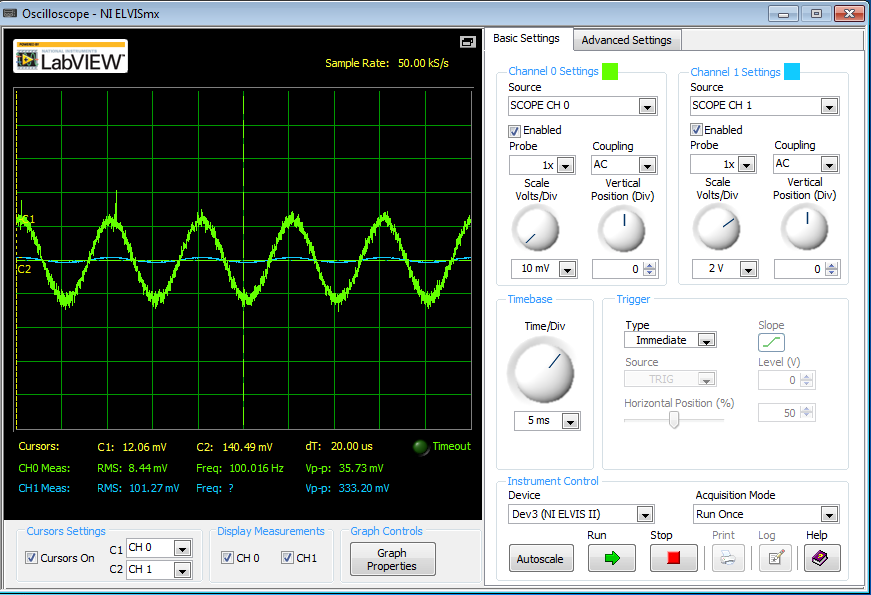 Oscilloscope - NI ELVISmx
POWERED BY
NATIONAL INSTRUMENTS
LabVIEW™
Sample Rate: 50.00 kS/s
C1
C2
Cursors: C1: 12.06 mV C2: 140.49 mV dT: 20.00 us Timeout
CH0 Meas: RMS: 8.44 mV Freq: 100.016 Hz Vp-p: 35.73 mV
CH1 Meas: RMS: 101.27 mV Freq: ? Vp-p: 333.20 mV
Cursors Settings
Cursors On
C1 CH 0
C2 CH 1
Display Measurements
CH 0 CH1
Graph Controls
Graph
Properties
Basic Settings Advanced Settings
Channel 0 Settings
Source
SCOPE CH 0
Enabled
Probe Coupling
1x AC
Scale Vertical
Volts/Div Position (Div)
10 mV 0
Channel 1 Settings
Source
SCOPE CH 1
Enabled
Probe Coupling
1x AC
Scale Vertical
Volts/Div Position (Div)
2 V 0
Timebase
Time/Div
5 ms
Trigger
Type Slope
Immediate
Source Level (V)
TRIG 0
Horizontal Position (%)
50
Instrument Control
Device Acquisition Mode
Dev3 (NI ELVIS II) Run Once
Run Stop Print Log Help
Autoscale